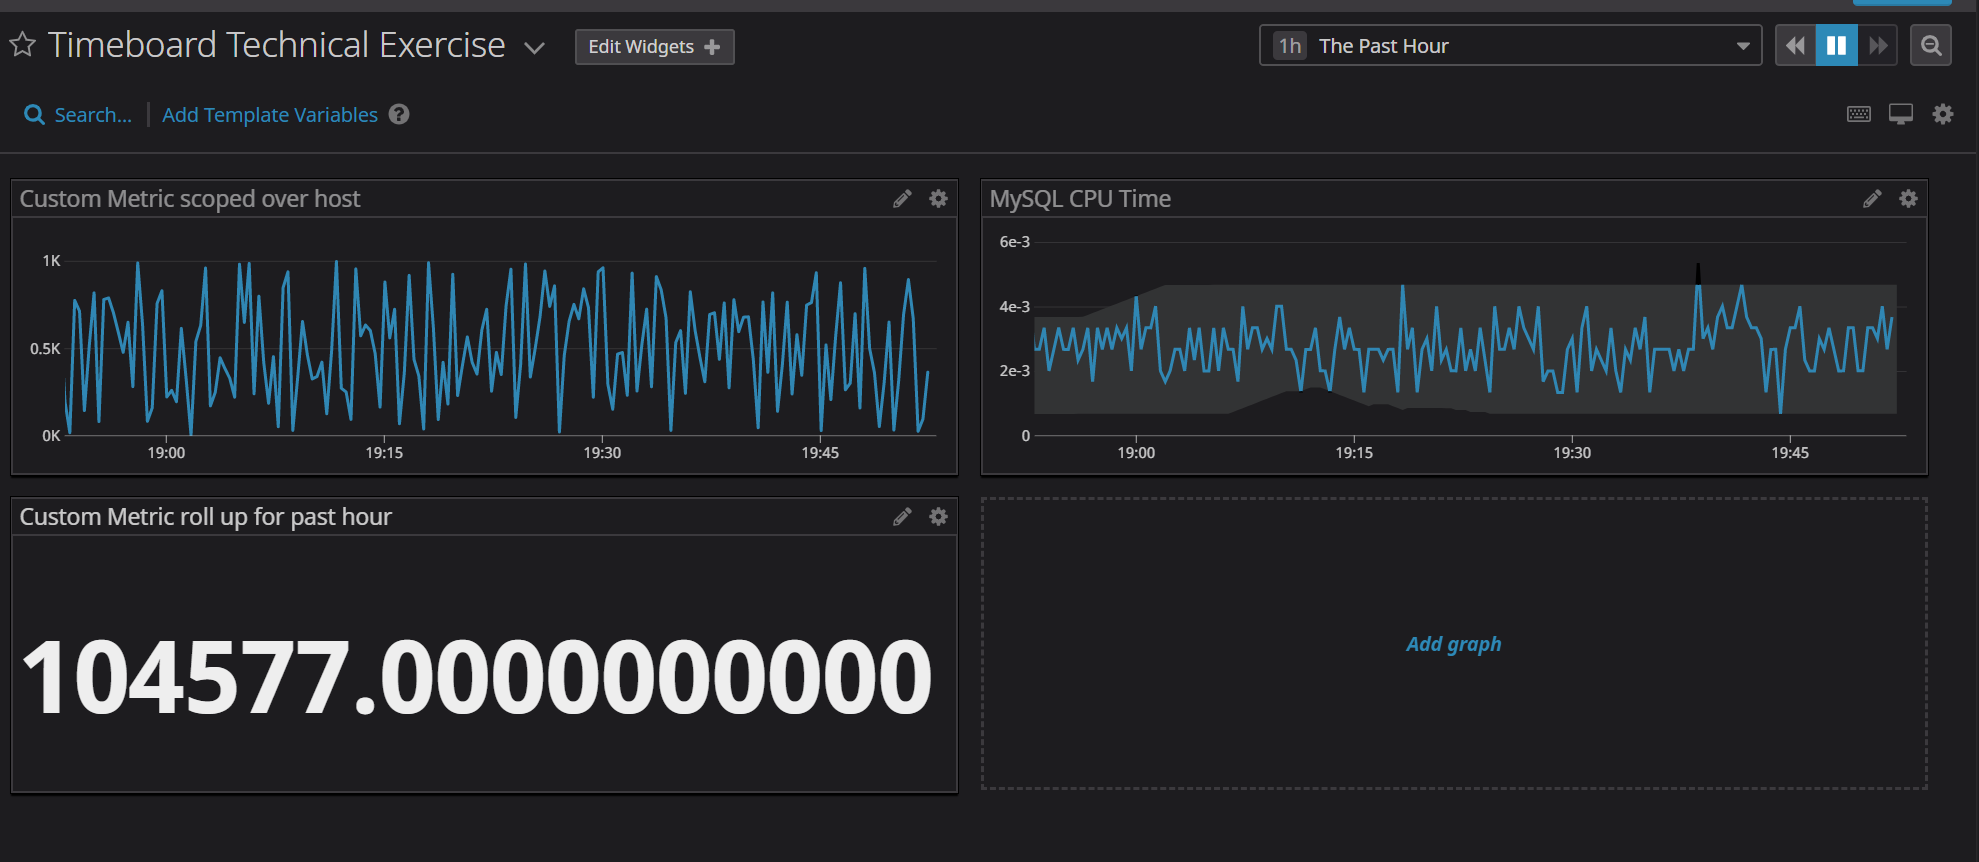 Timeboard Technical Exercise
Edit Widgets
1h The Past Hour
Search...
Add Template Variables ?
Custom Metric scoped over host
1K
0.5K
0K
19:00 19:15 19:30 19:45
MySQL CPU Time
6e-3
4e-3
2e-3
0
19:00 19:15 19:30 19:45
Custom Metric roll up for past hour
104577.0000000000
Add graph